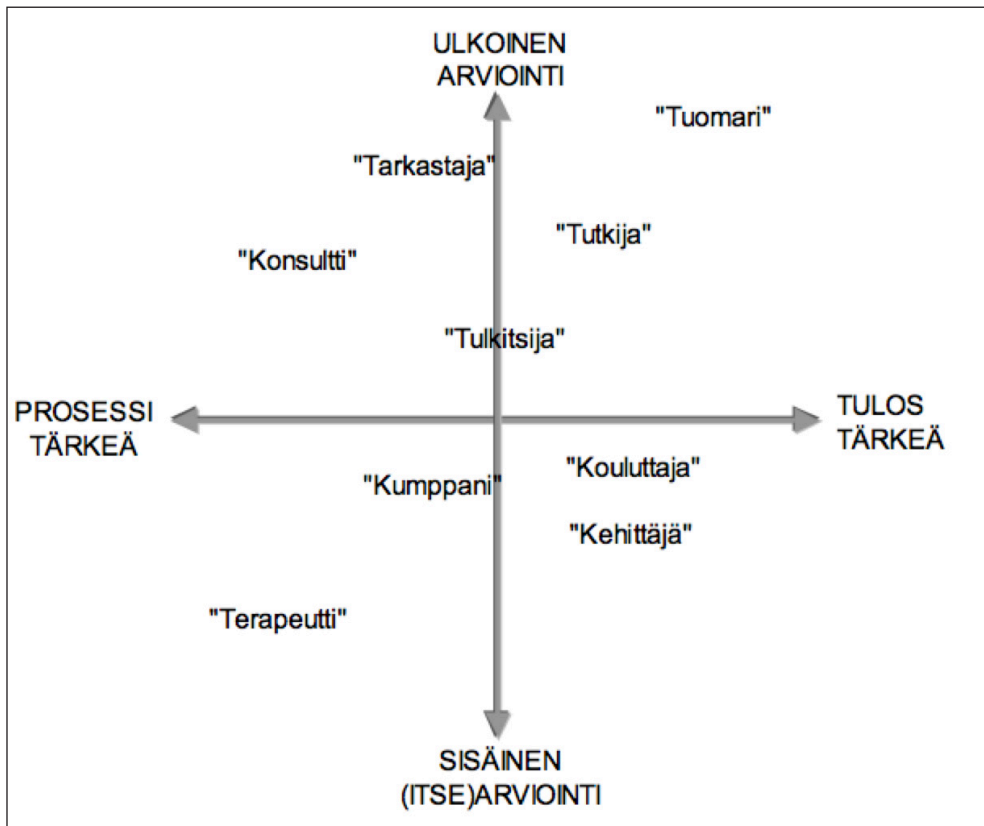 ULKOINEN
ARVIOINTI
"Tuomari"
"Tarkastaja"
"Tutkija"
"Konsultti"
"Tulkitsija"
PROSESSI
TÄRKEÄ
TULOS
TÄRKEÄ
"Kouluttaja"
"Kumppani"
"Kehittäjä"
"Terapeutti"
SISÄINEN
(ITSE)ARVIOINTI